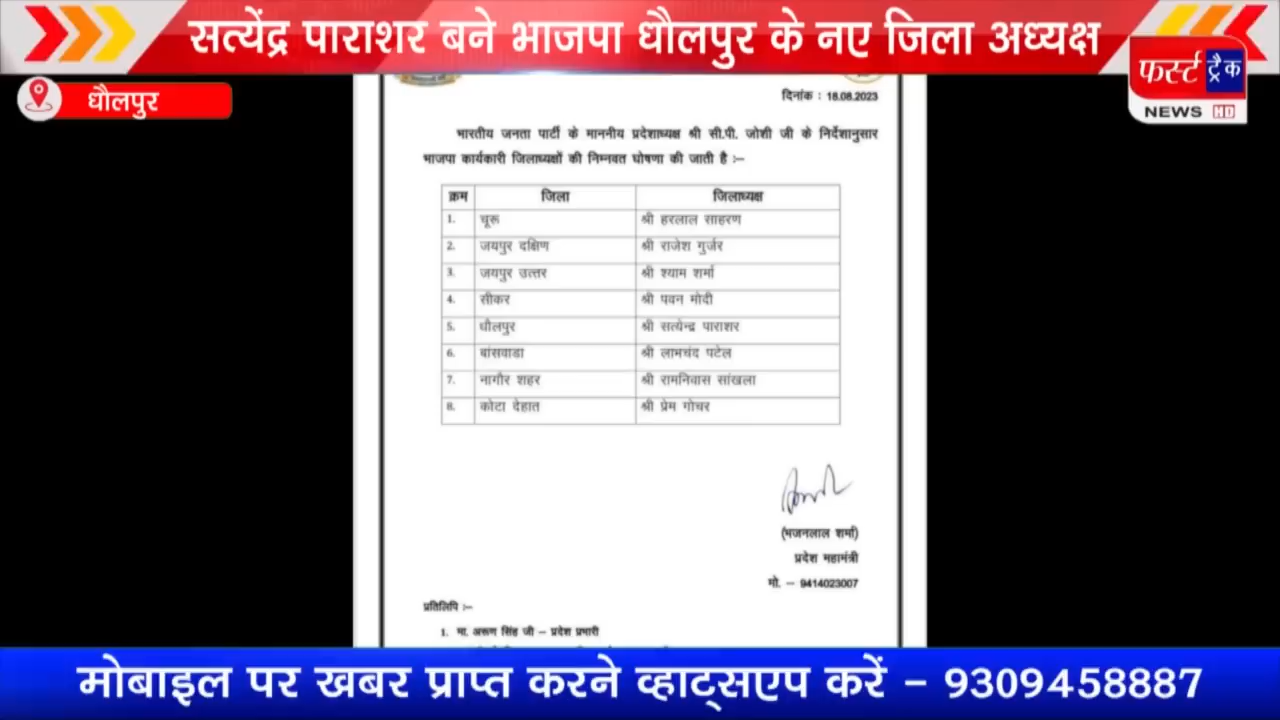 सत्येंद्र पाराशर बने भाजपा धौलपुर के नए जिला अध्यक्ष
धौलपुर
फर्स्ट ट्रैक
NEWS HD
दिनांक : 18.08.2023
भारतीय जनता पार्टी के माननीय प्रदेशाध्यक्ष श्री सी.पी. जोशी जी के निर्देशानुसार
भाजपा कार्यकारी जिलाध्यक्षों की निम्नवत घोषणा की जाती है :–
क्रम जिला जिलाध्यक्ष
1. चूरू श्री हरलाल साहरण
2. जयपुर दक्षिण श्री राजेश गुर्जर
3. जयपुर उत्तर श्री श्याम शर्मा
4. सीकर श्री पवन मोदी
5. धौलपुर श्री सत्येन्द्र पाराशर
6. बांसवाडा श्री लाभचंद पटेल
7. नागौर शहर श्री रामनिवास सांखला
8. कोटा देहात श्री प्रेम गोचर
(भजनलाल शर्मा)
प्रदेश महामंत्री
मो. – 9414023007
प्रतिलिपि :–
1. मा. अरूण सिंह जी – प्रदेश प्रभारी
मोबाइल पर खबर प्राप्त करने व्हाट्सएप करें – 9309458887